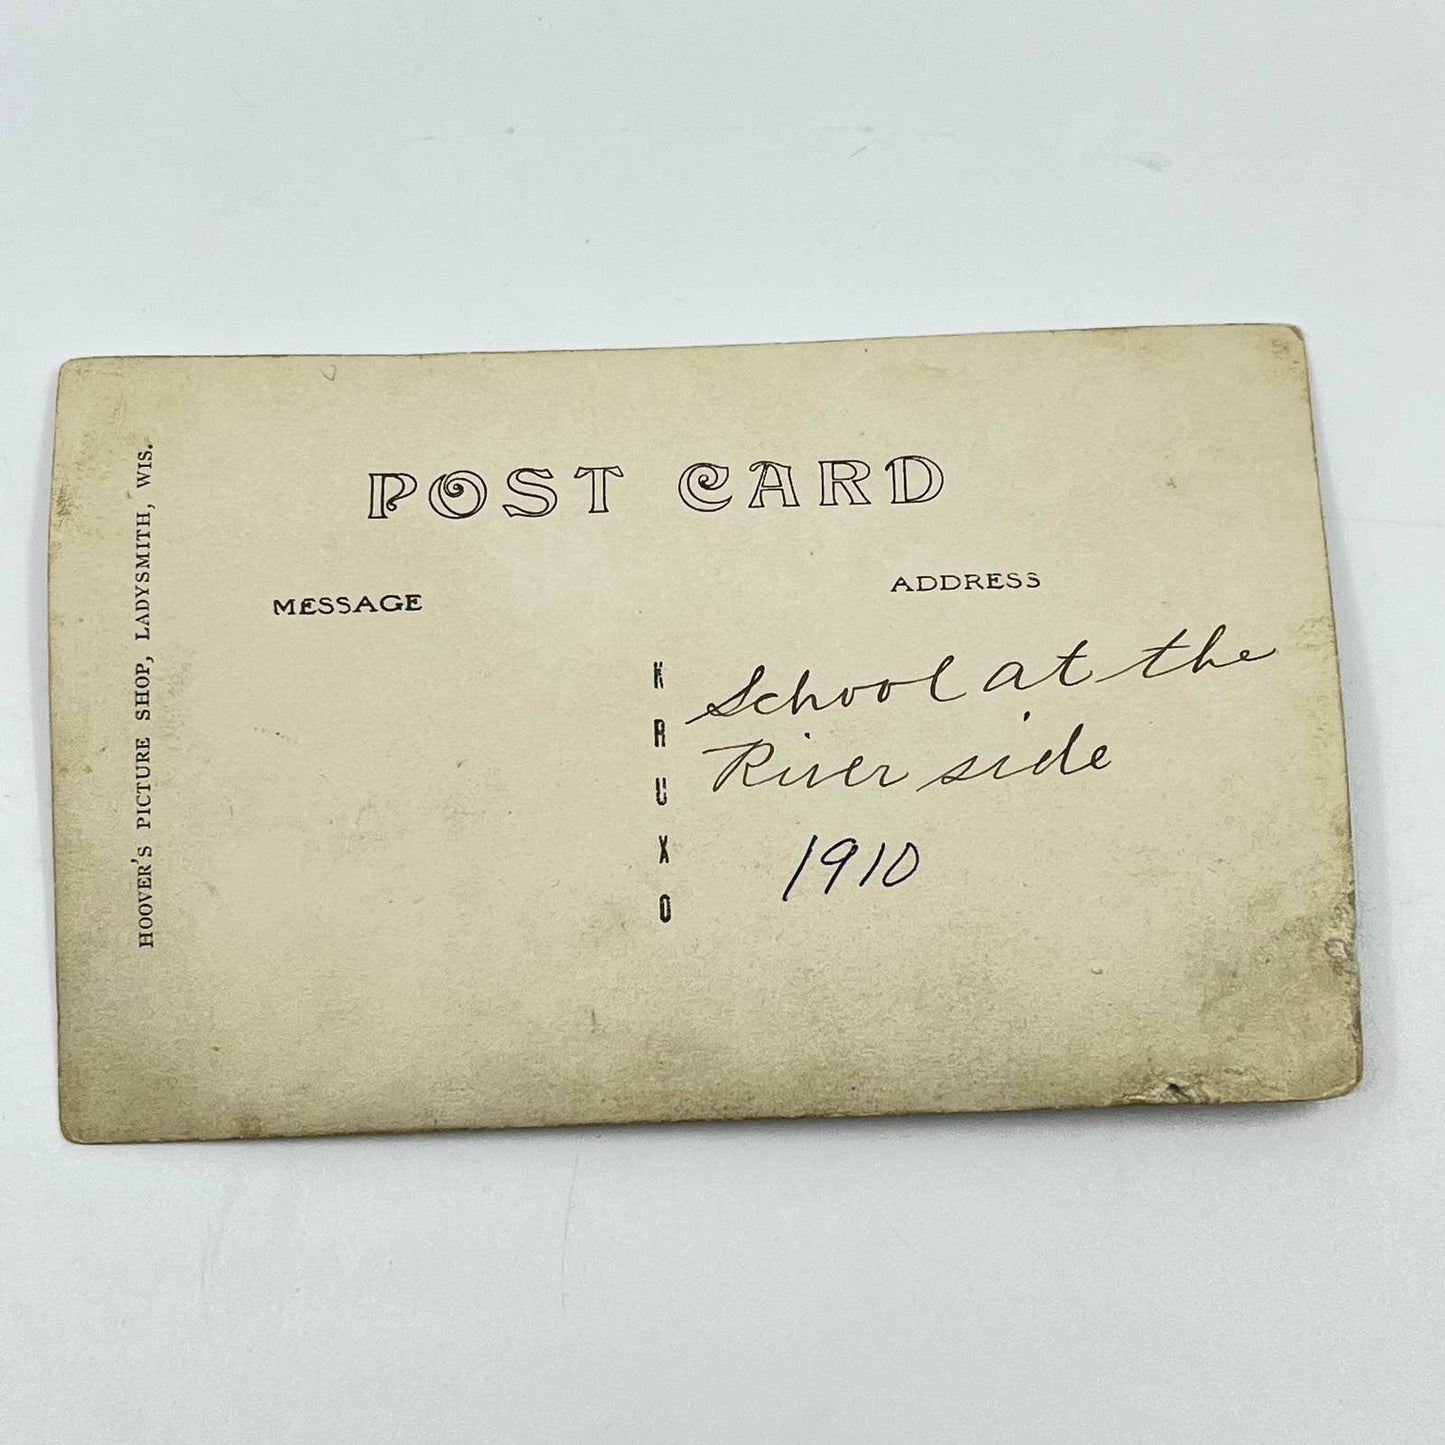 POST CARD
MESSAGE
ADDRESS
HOOVER'S PICTURE SHOP, LADYSMITH, WIS.
KRUXO
School at the
River side
1910